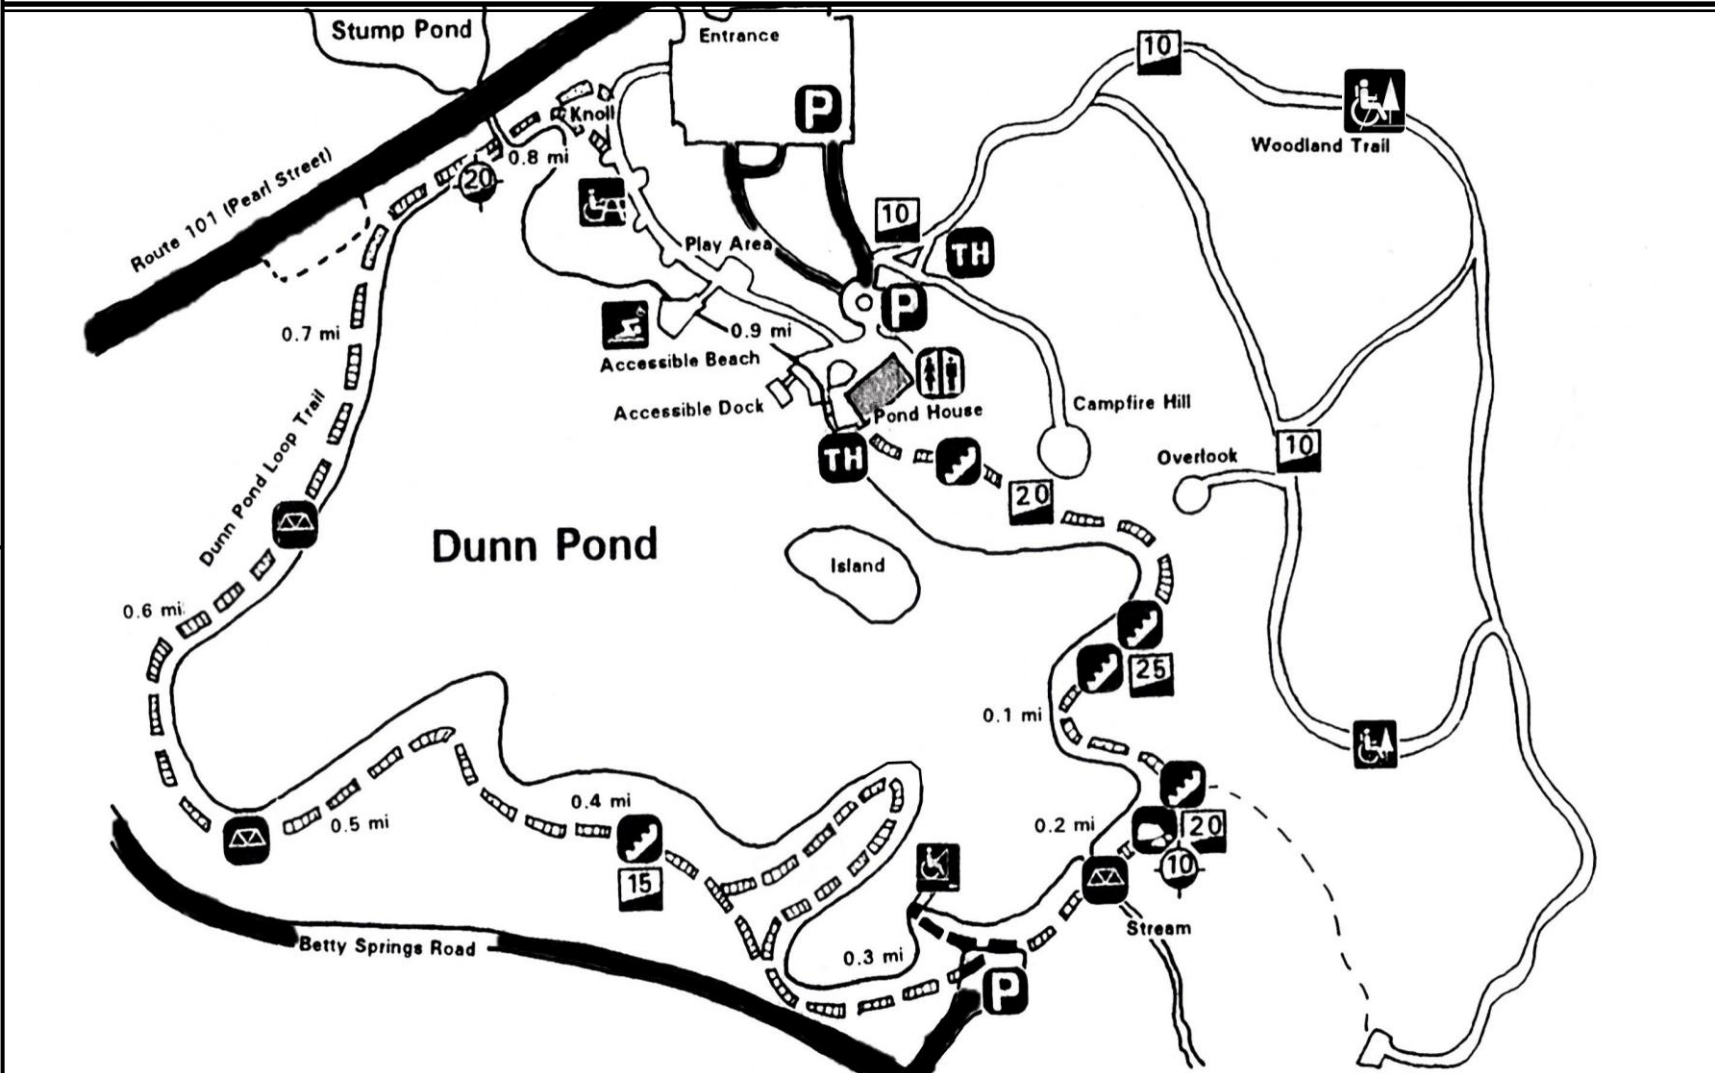 Stump Pond
Entrance
P
10
Woodland Trail
Knoll
0.8 mi
20
Route 101 (Pearl Street)
Play Area
10
TH
P
0.7 mi
0.9 mi
Accessible Beach
Accessible Dock
Pond House
Campfire Hill
Dunn Pond Loop Trail
TH
10
Overlook
20
Dunn Pond
Island
0.6 mi
25
0.1 mi
0.4 mi
0.5 mi
0.2 mi
20
10
15
Stream
Betty Springs Road
0.3 mi
P